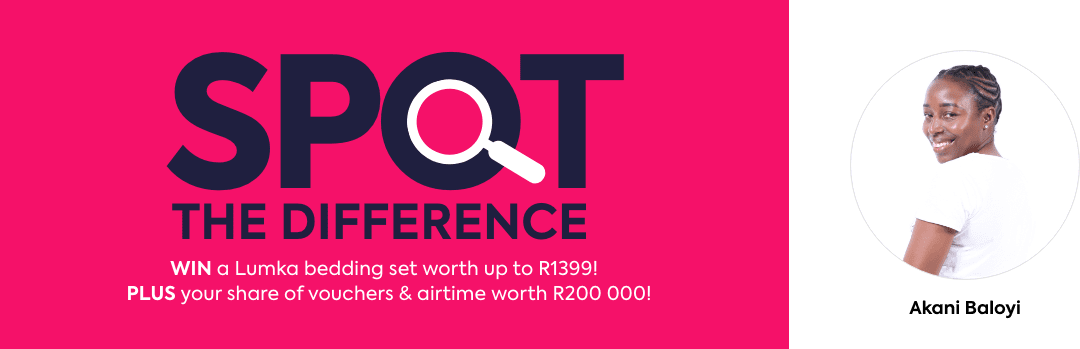 SPOT
THE DIFFERENCE
WIN a Lumka bedding set worth up to R1399!
PLUS your share of vouchers & airtime worth R200 000!
Akani Baloyi